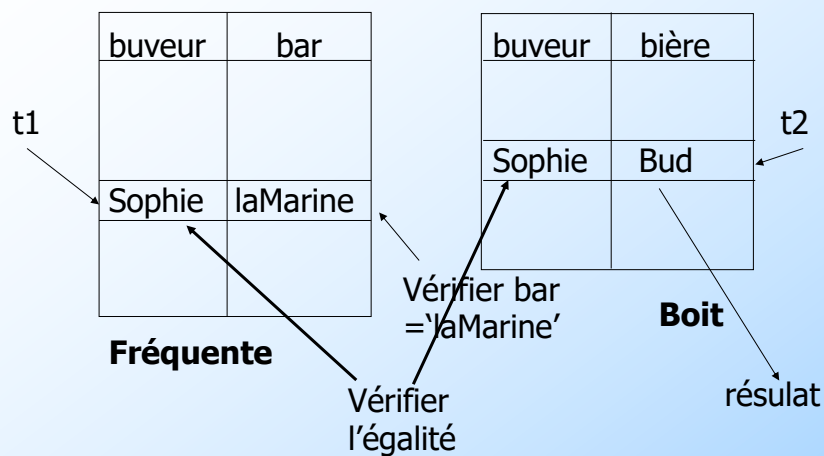 buveur bar
t1
Sophie laMarine
Fréquente
buveur bière
t2
Sophie Bud
Vérifier bar
=‘laMarine’
Boit
Vérifier
l’égalité
résulat